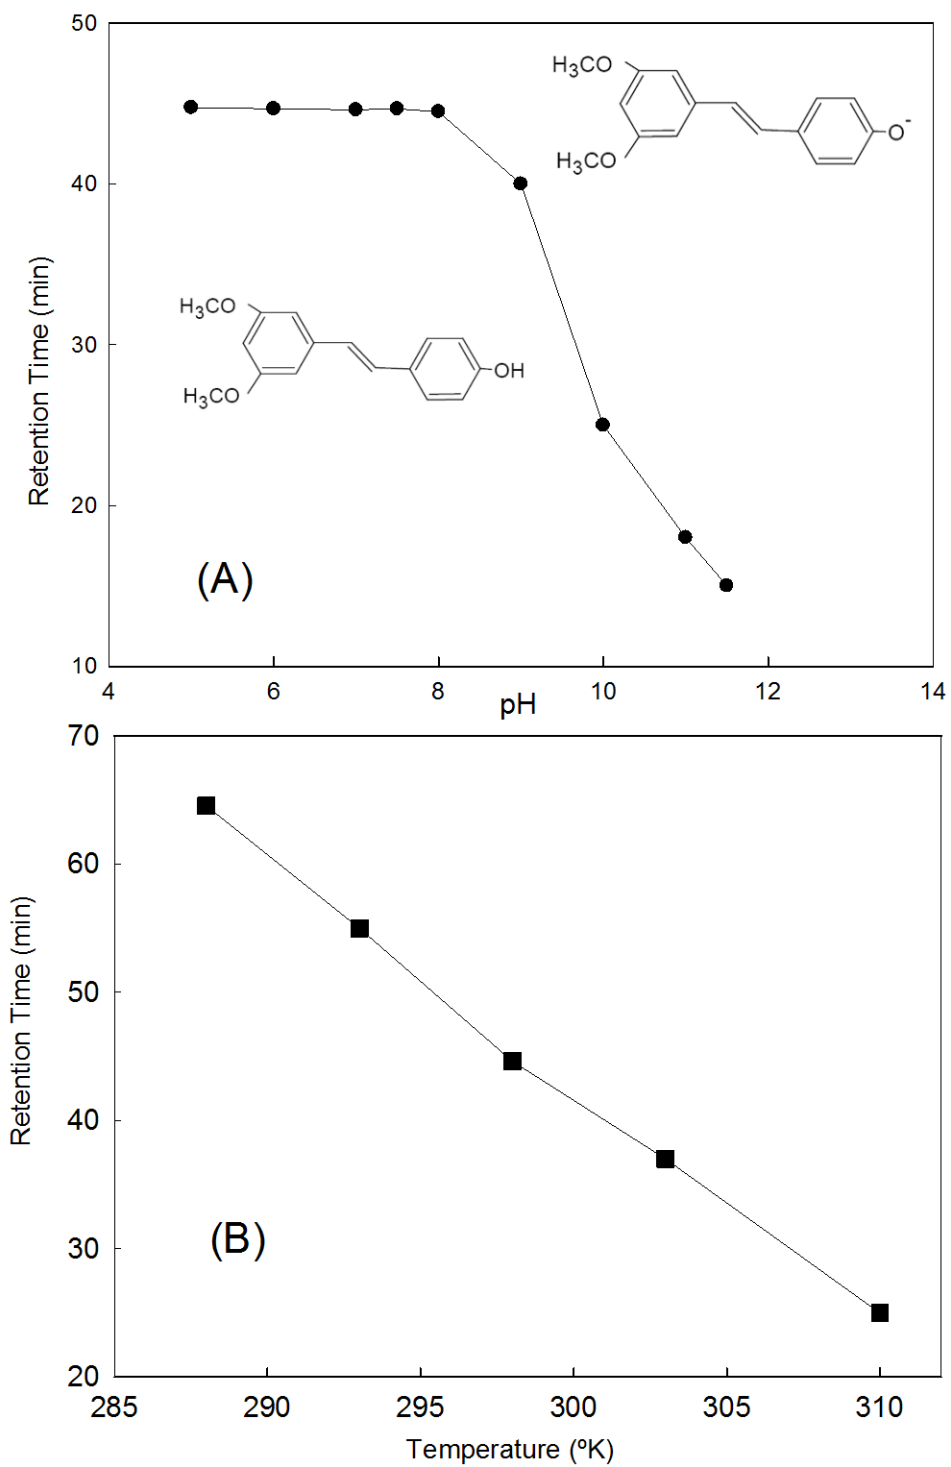 50
H3CO
O-
40
H3CO
30
H3CO
OH
H3CO
20
(A)
10
4 6 8 10 12 14
pH
Retention Time (min)
70
60
50
40
30
(B)
20
285 290 295 300 305 310
Temperature (ºK)
Retention Time (min)